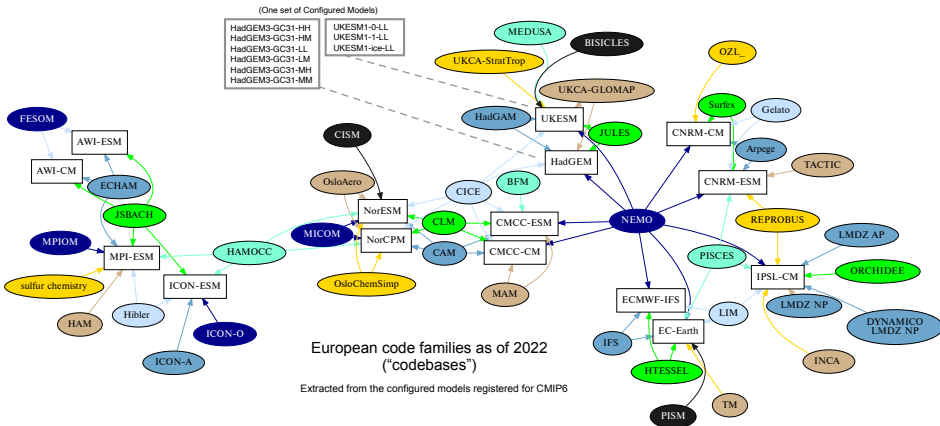 (One set of Configured Models)
HadGEM3-GC31-HH
HadGEM3-GC31-HM
HadGEM3-GC31-LL
HadGEM3-GC31-LM
HadGEM3-GC31-MH
HadGEM3-GC31-MM
UKESM1-0-LL
UKESM1-1-LL
UKESM1-ice-LL
MEDUSA
BISICLES
OZL_
UKCA-StratTrop
UKCA-GLOMAP
Surfex
Gelato
FESOM
HadGAM
UKESM
CISM
JULES
CNRM-CM
AWI-ESM
Arpege
HadGEM
TACTIC
AWI-CM
OsloAero
CNRM-ESM
ECHAM
CICE
BFM
JSBACH
NorESM
CLM
CMCC-ESM
NEMO
REPROBUS
MPIOM
MICOM
NorCPM
LMDZ AP
MPI-ESM
HAMOCC
CAM
CMCC-CM
PISCES
ORCHIDEE
IPSL-CM
sulfur chemistry
ICON-ESM
OsloChemSimp
MAM
ECMWF-IFS
LIM
LMDZ NP
Hibler
HAM
ICON-O
EC-Earth
DYNAMICO
LMDZ NP
IFS
ICON-A
European code families as of 2022
(“codebases”)
INCA
HTESSEL
Extracted from the configured models registered for CMIP6
TM
PISM